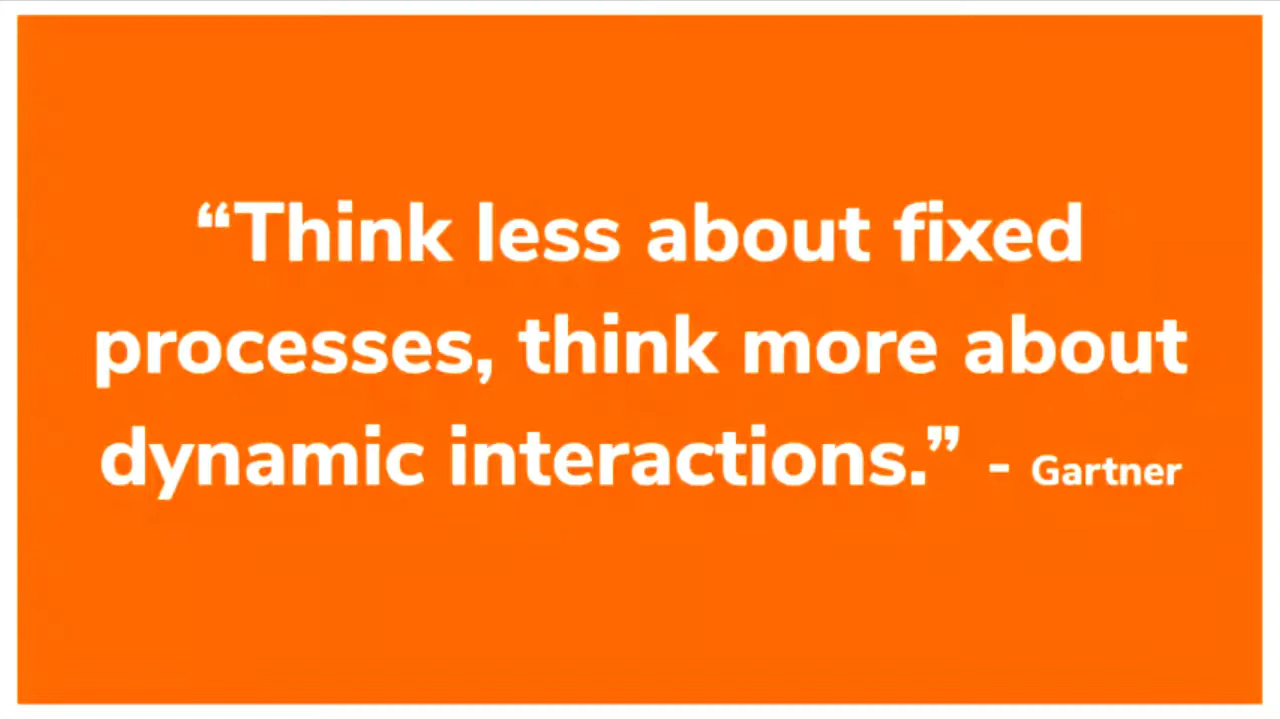 “Think less about fixed
processes, think more about
dynamic interactions.” - Gartner